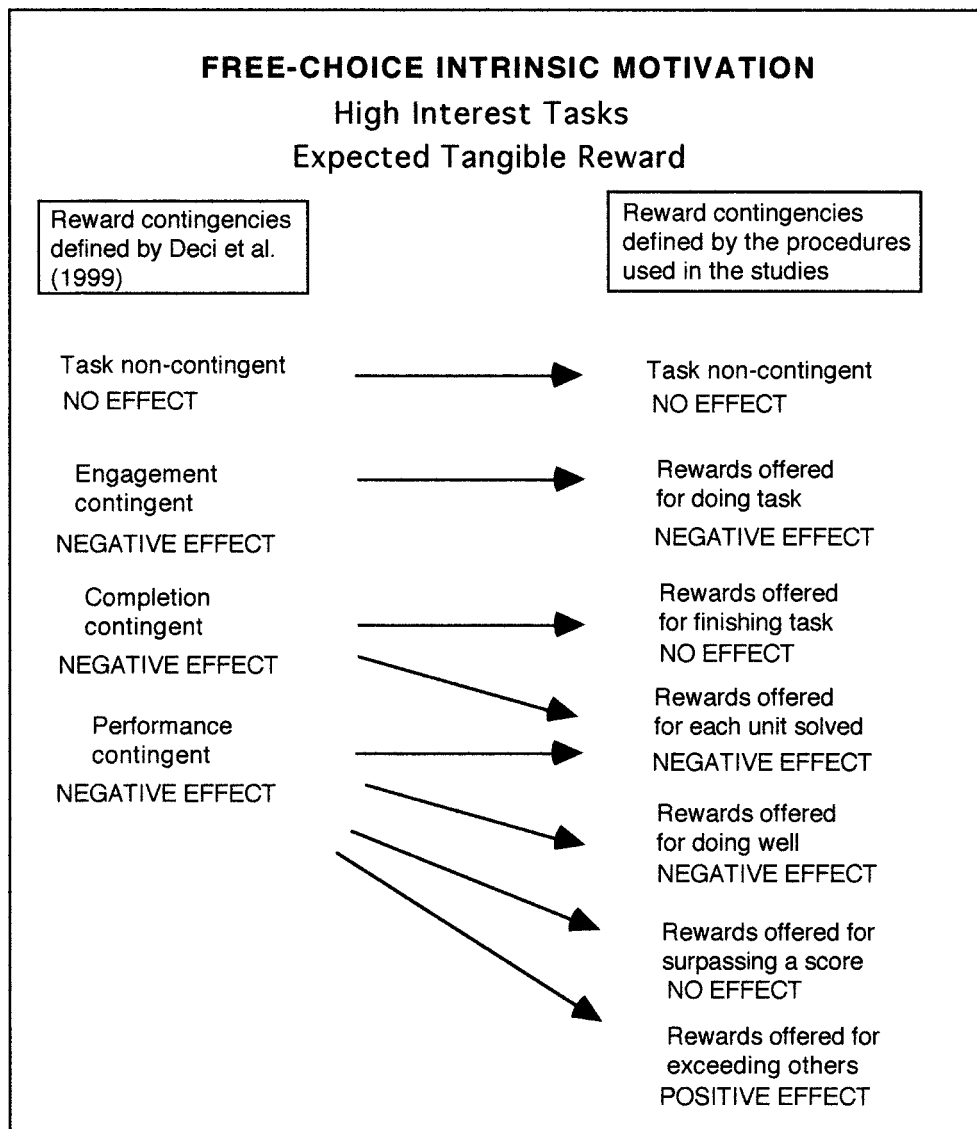 FREE-CHOICE INTRINSIC MOTIVATION
High Interest Tasks
Expected Tangible Reward
Reward contingencies
defined by Deci et al.
(1999)
Reward contingencies
defined by the procedures
used in the studies
Task non-contingent
NO EFFECT
Task non-contingent
NO EFFECT
Engagement
contingent
NEGATIVE EFFECT
Rewards offered
for doing task
NEGATIVE EFFECT
Completion
contingent
NEGATIVE EFFECT
Rewards offered
for finishing task
NO EFFECT
Rewards offered
for each unit solved
NEGATIVE EFFECT
Performance
contingent
NEGATIVE EFFECT
Rewards offered
for doing well
NEGATIVE EFFECT
Rewards offered for
surpassing a score
NO EFFECT
Rewards offered for
exceeding others
POSITIVE EFFECT